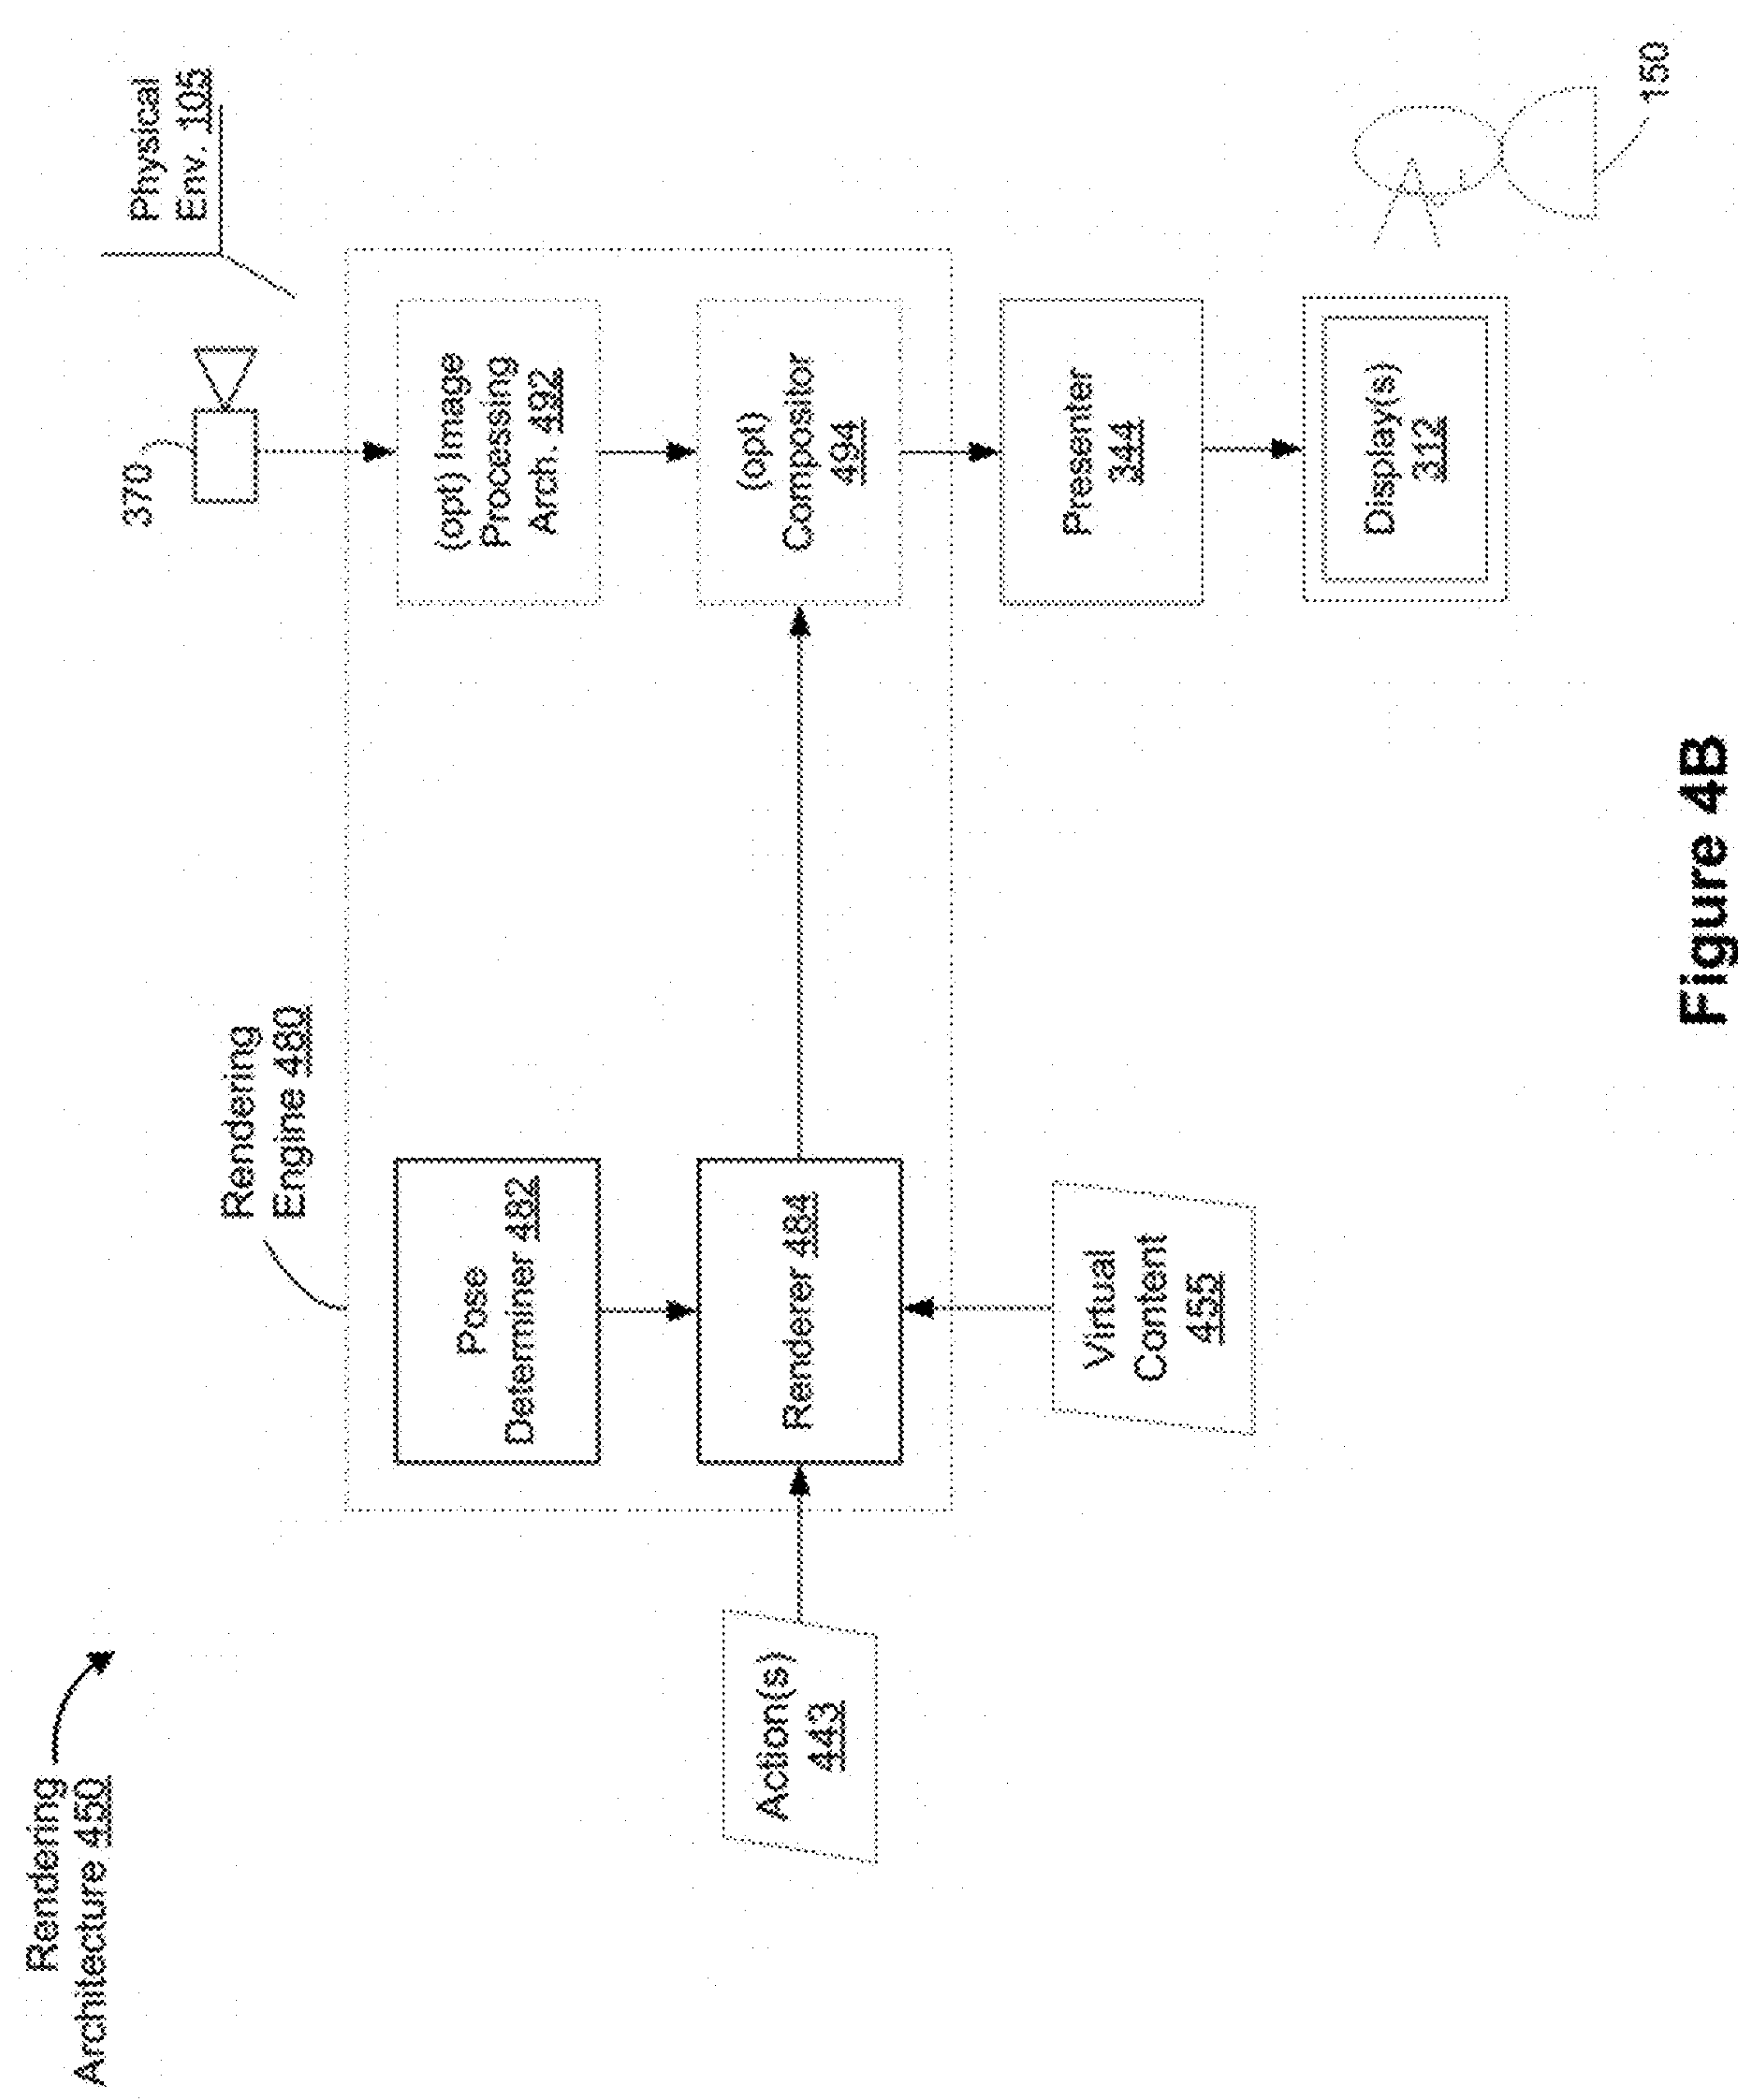 Rendering
Architecture 450
Rendering
Engine 480
370
Physical
Env. 105
Pose
Determiner 482
(opt) Image
Processing
Arch. 492
Action(s)
443
Renderer 484
(opt)
Compositor
494
Virtual
Content
455
Presenter
344
Display(s)
312
150
Figure 4B